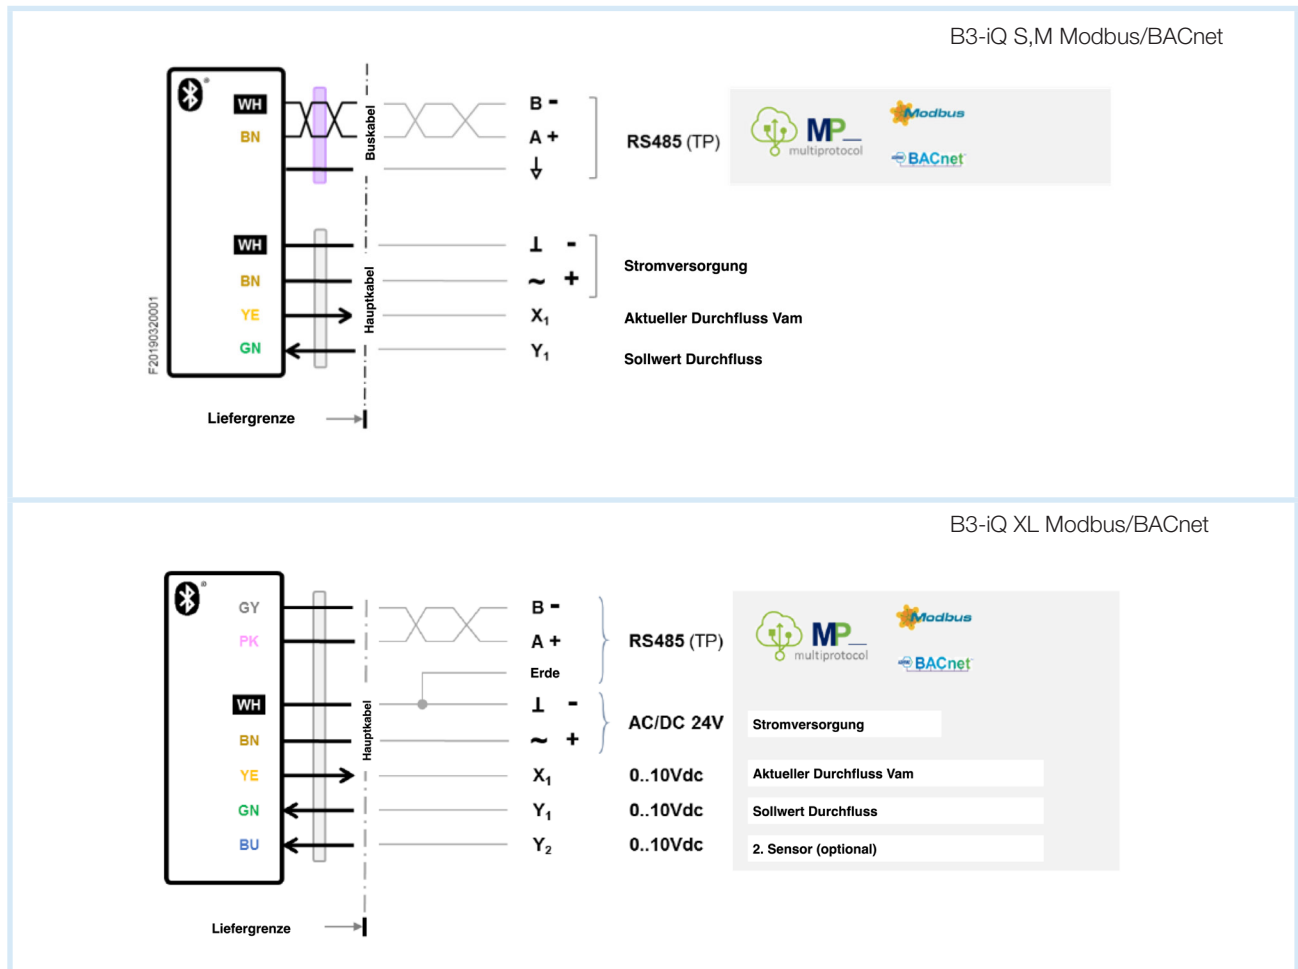 B3-iQ S,M Modbus/BACnet
WH
BN
Buskabel
B -
A +
RS485 (TP)
MP
multiprotocol
Modbus
BACnet
WH
BN
YE
GN
Hauptkabel
⊥ -
~ +
X1
Y1
Stromversorgung
Aktueller Durchfluss Vam
Sollwert Durchfluss
F20190320001
Liefergrenze
B3-iQ XL Modbus/BACnet
GY
PK
WH
BN
YE
GN
BU
Hauptkabel
B -
A +
Erde
RS485 (TP)
MP
multiprotocol
Modbus
BACnet
⊥ -
~ +
AC/DC 24V
Stromversorgung
X1 0..10Vdc Aktueller Durchfluss Vam
Y1 0..10Vdc Sollwert Durchfluss
Y2 0..10Vdc 2. Sensor (optional)
Liefergrenze